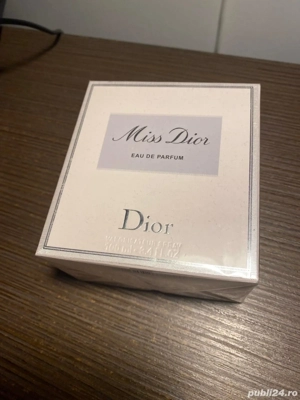 Miss Dior
EAU DE PARFUM
Dior
publi24.ro